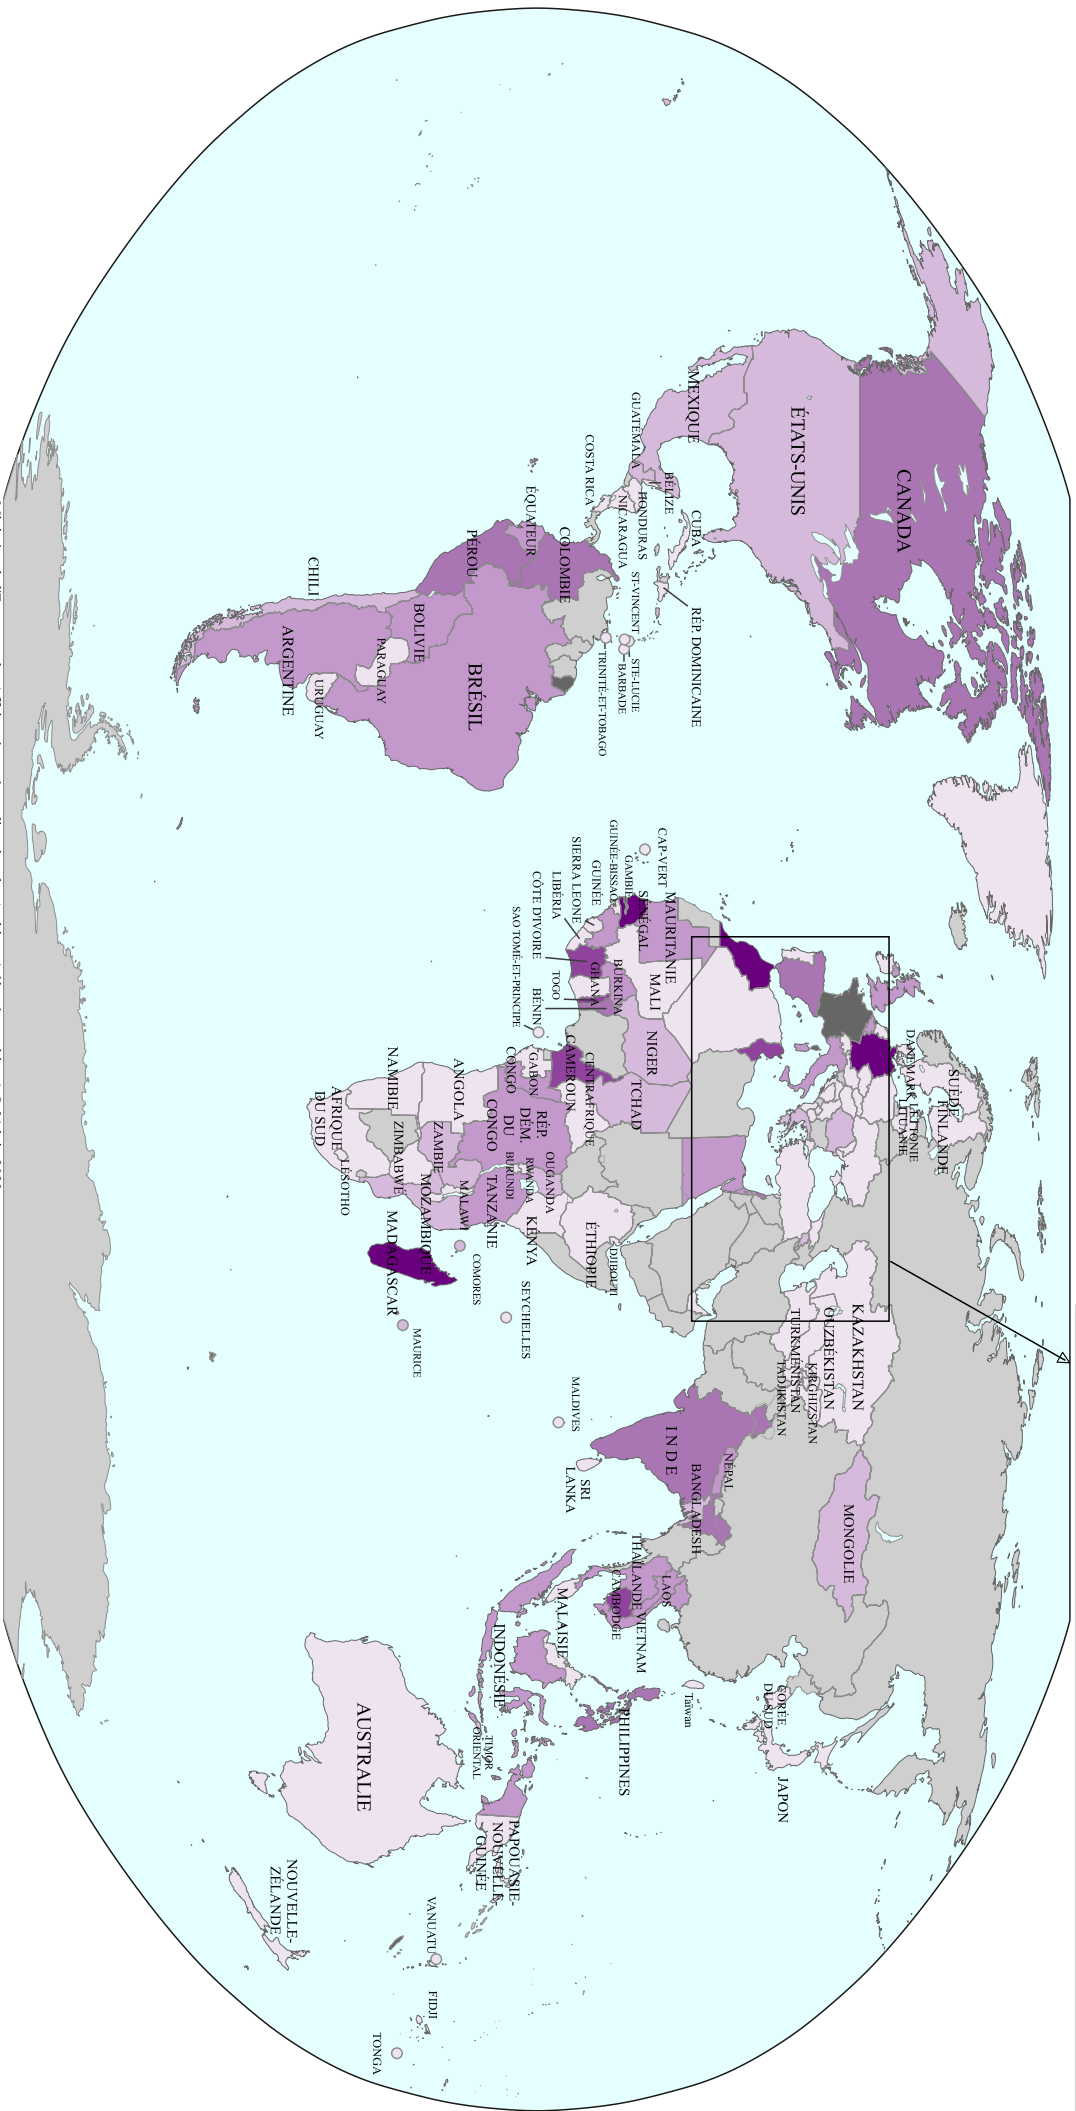 CANADA
ÉTATS-UNIS
MEXIQUE
GUATÉMALA
BÉLIZE
HONDURAS
NICARAGUA
COSTA RICA
CUBA
RÉP. DOMINICAINE
ST-VINCENT
STE-LUCIE
BARBADE
TRINITÉ-ET-TOBAGO
COLOMBIE
ÉQUATEUR
PÉROU
BRÉSIL
BOLIVIE
PARAGUAY
CHILI
ARGENTINE
URUGUAY
SUÈDE
FINLANDE
DANEMARK
LETTONIE
LITUANIE
CAP-VERT
MAURITANIE
SÉNÉGAL
GAMBIE
GUINÉE-BISSAO
GUINÉE
SIERRA LEONE
LIBÉRIA
CÔTE D'IVOIRE
SAO TOMÉ-ET-PRINCIPE
MALI
BURKINA
GHANA
TOGO
BÉNIN
NIGER
TCHAD
CENTRAFRIQUE
CAMEROUN
GABON
CONGO
RÉP.
DÉM.
DU
CONGO
OUGANDA
RWANDA
BURUNDI
KÉNYA
TANZANIE
ÉTHIOPIE
DJIBOUTI
ANGOLA
ZAMBIE
MALAWI
MOZAMBIQUE
NAMIBIE
ZIMBABWE
AFRIQUE
DU SUD
LESOTHO
MADAGASCAR
COMORES
SEYCHELLES
MAURICE
KAZAKHSTAN
OUZBÉKISTAN
TURKMÉNISTAN
KIRGHIZSTAN
TADJIKISTAN
MONGOLIE
INDE
NÉPAL
BANGLADESH
MALDIVES
SRI
LANKA
THAÏLANDE
LAOS
CAMBODGE
VIETNAM
MALAISIE
INDONÉSIE
TIMOR
ORIENTAL
PHILIPPINES
Taïwan
CORÉE
DU SUD
JAPON
PAPOUASIE-
NOUVELLE
GUINÉE
AUSTRALIE
NOUVELLE-
ZÉLANDE
VANUATU
FIDJI
TONGA